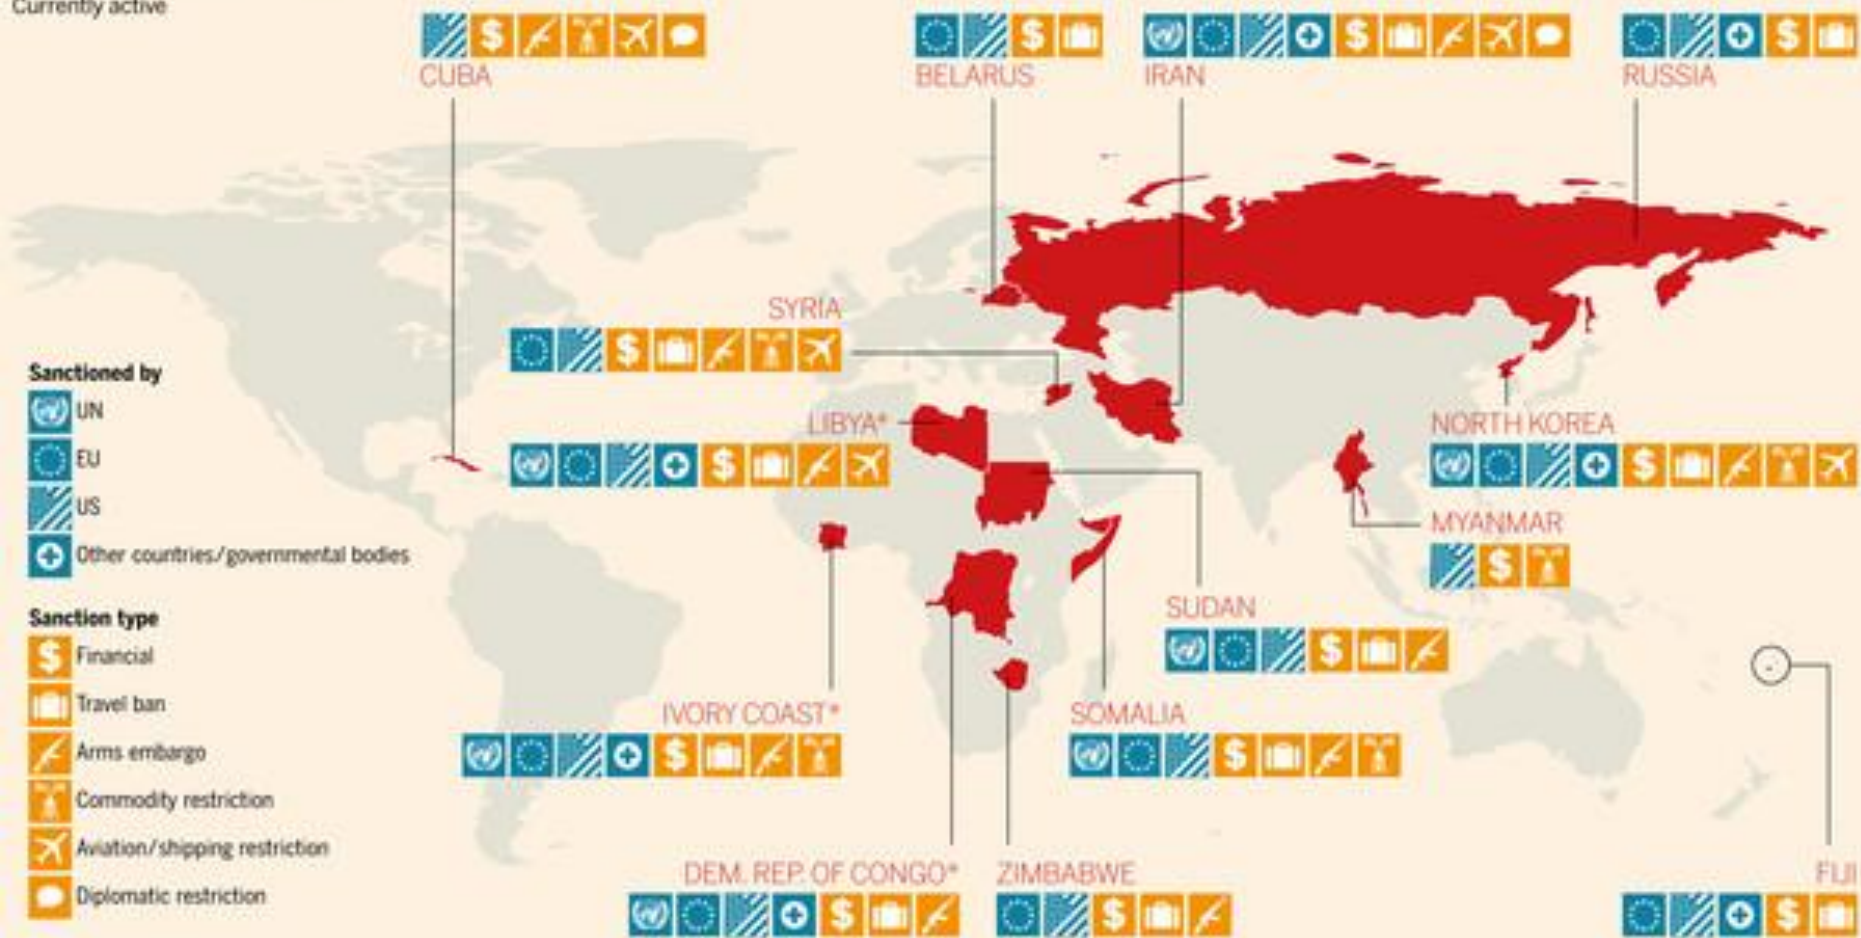 Currently active
CUBA
BELARUS
IRAN
RUSSIA
SYRIA
Sanctioned by
UN
EU
US
Other countries/governmental bodies
LIBYA*
NORTH KOREA
MYANMAR
SUDAN
Sanction type
Financial
Travel ban
Arms embargo
Commodity restriction
Aviation/shipping restriction
Diplomatic restriction
IVORY COAST*
SOMALIA
DEM. REP. OF CONGO*
ZIMBABWE
FIJI